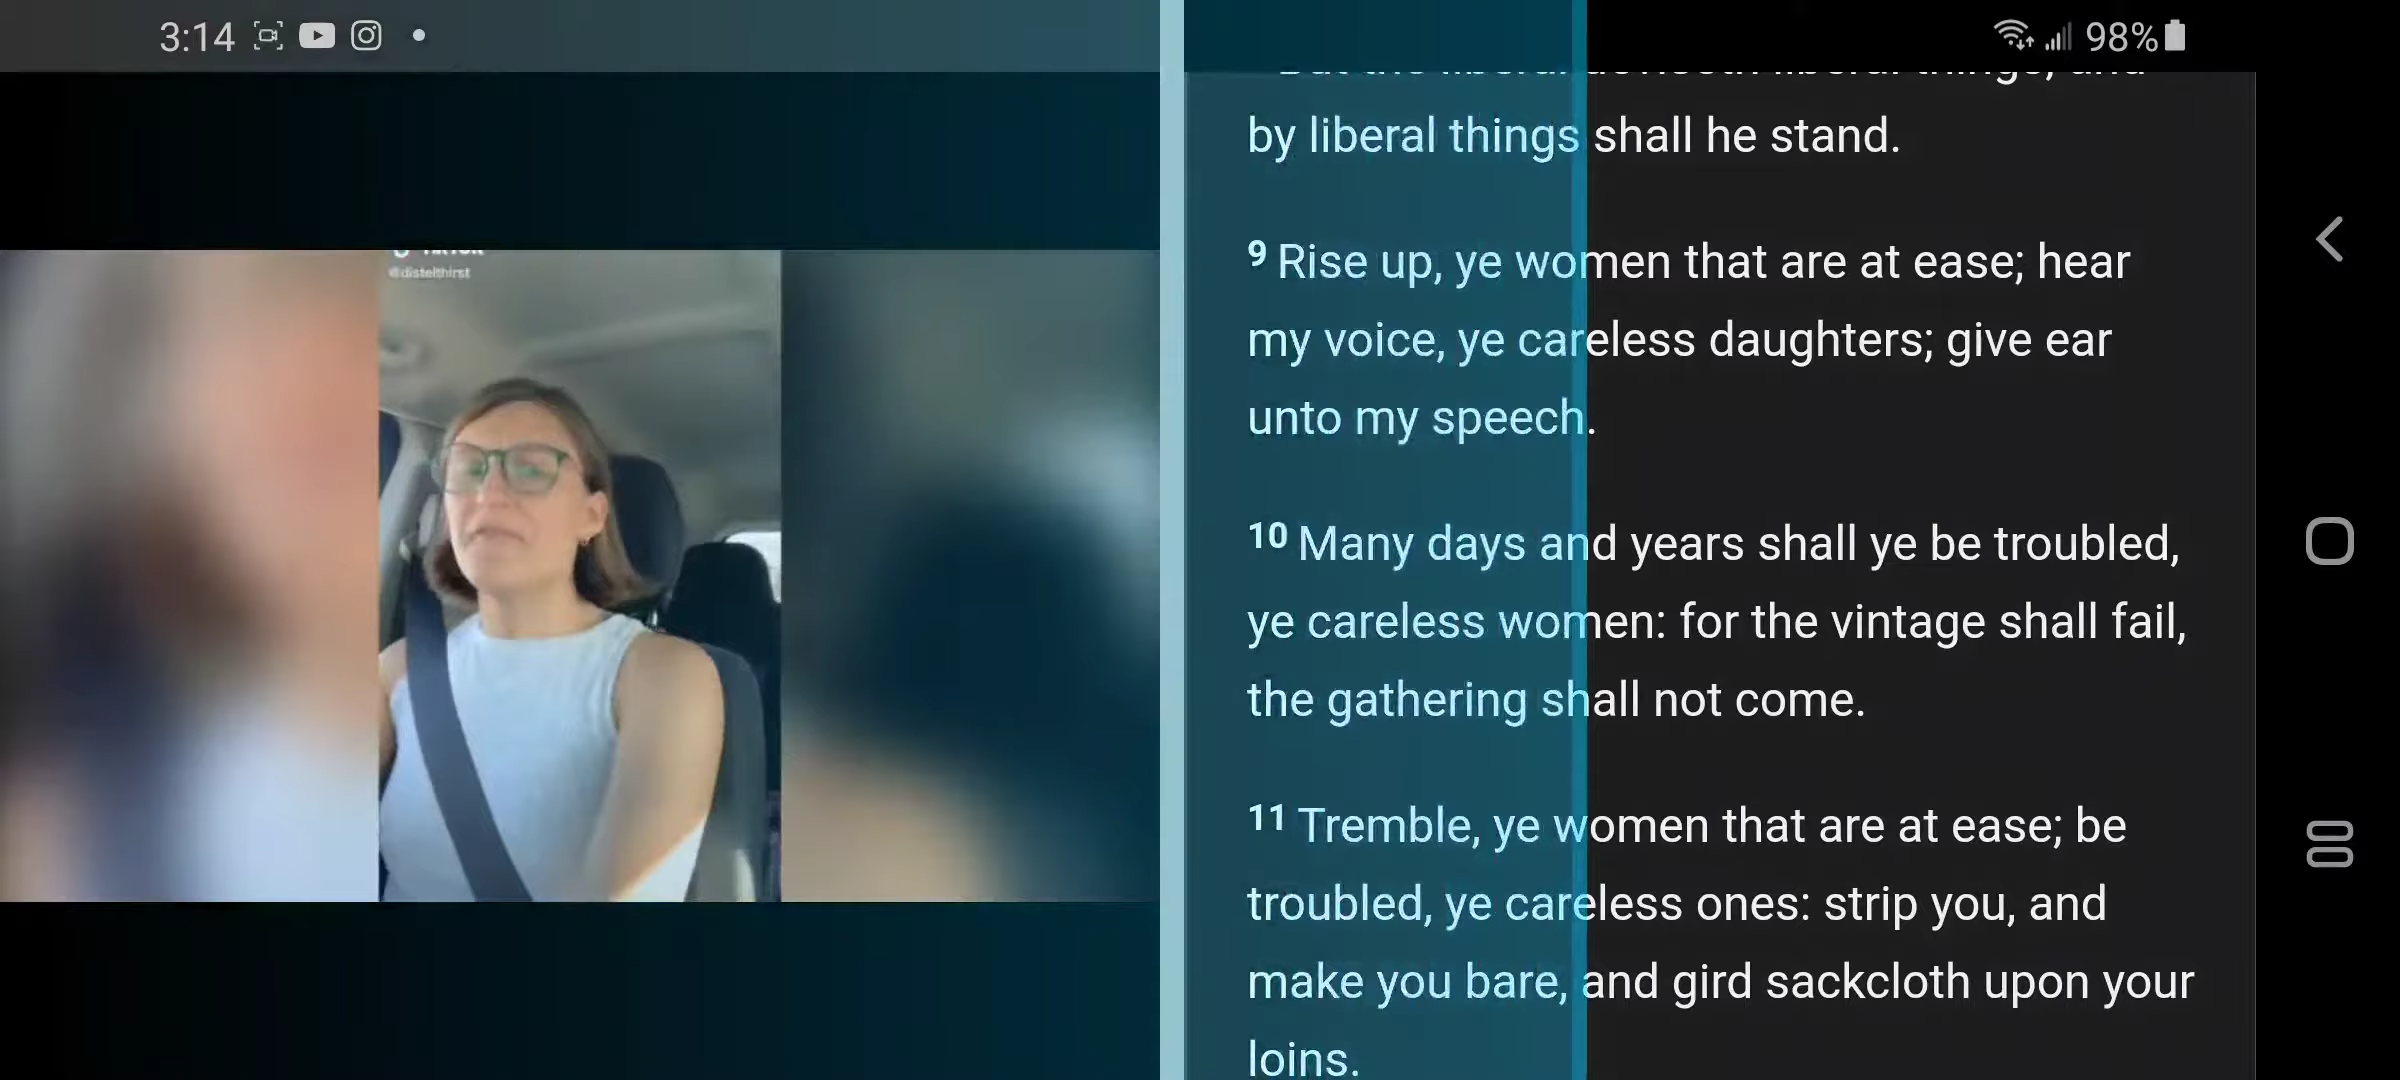 3:14
98%
@distelthirst
by liberal things shall he stand.
9 Rise up, ye women that are at ease; hear
my voice, ye careless daughters; give ear
unto my speech.
10 Many days and years shall ye be troubled,
ye careless women: for the vintage shall fail,
the gathering shall not come.
11 Tremble, ye women that are at ease; be
troubled, ye careless ones: strip you, and
make you bare, and gird sackcloth upon your
loins.